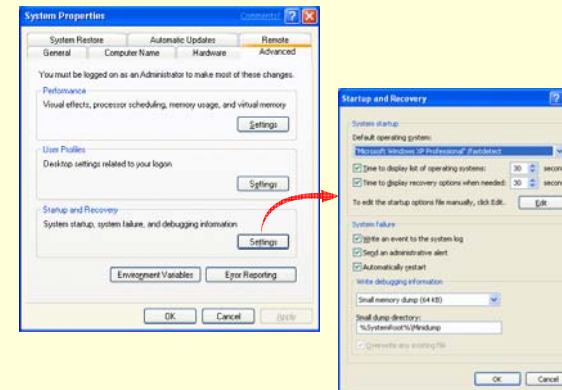 System Properties
Comments?
System Restore Automatic Updates Remote
General Computer Name Hardware Advanced
You must be logged on as an Administrator to make most of these changes.
Performance
Visual effects, processor scheduling, memory usage, and virtual memory
Settings
User Profiles
Desktop settings related to your logon
Settings
Startup and Recovery
System startup, system failure, and debugging information
Settings
Environment Variables Error Reporting
OK Cancel Apply
Startup and Recovery
System startup
Default operating system:
"Microsoft Windows XP Professional" /fastdetect
Time to display list of operating systems: 30 secon
Time to display recovery options when needed: 30 secon
To edit the startup options file manually, click Edit. Edit
System failure
Write an event to the system log
Send an administrative alert
Automatically restart
Write debugging information
Small memory dump (64 KB)
Small dump directory:
%SystemRoot%\Minidump
Overwrite any existing file
OK Cancel